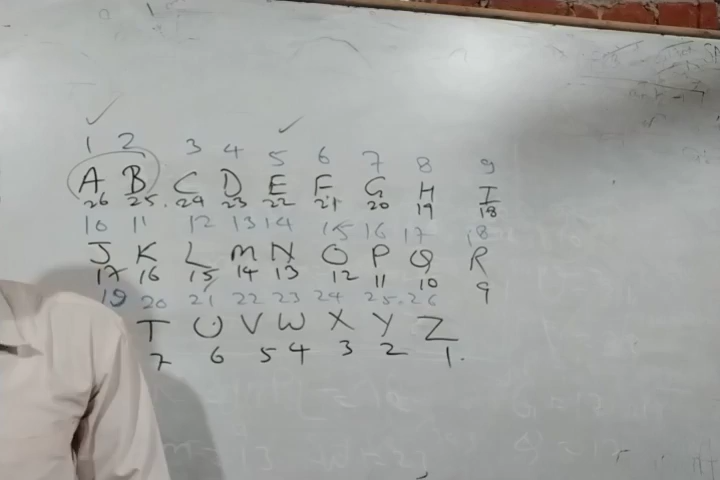 1 2 3 4 5 6 7 8 9
A B C D E F G H I
26 25 24 23 22 21 20 19 18
10 11 12 13 14 15 16 17 18
J K L M N O P Q R
17 16 15 14 13 12 11 10 9
19 20 21 22 23 24 25 26
T U V W X Y Z
7 6 5 4 3 2 1.